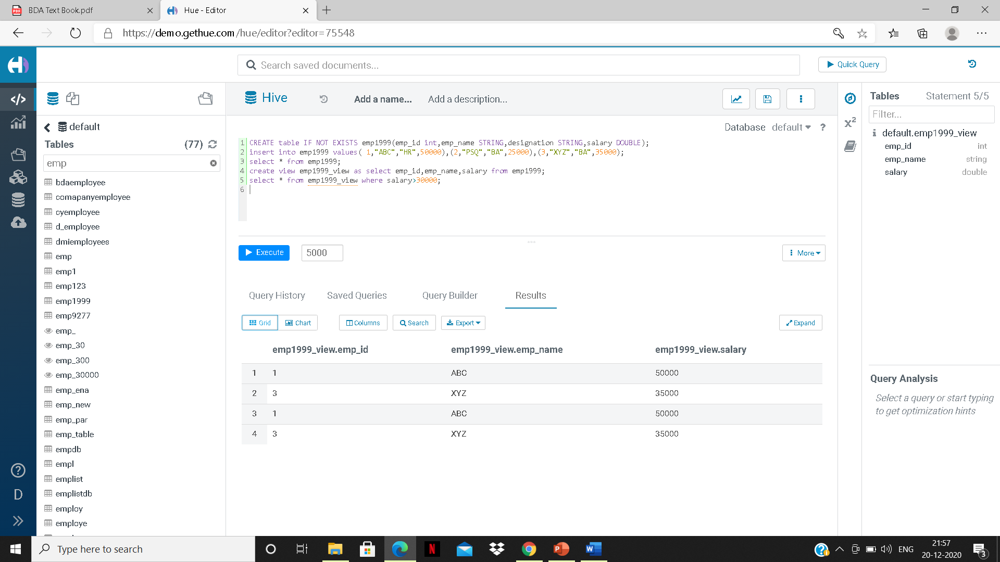 BDA Text Book.pdf
Hue - Editor
https://demo.gethue.com/hue/editor?editor=75548
Search saved documents...
Quick Query
default
Tables (77)
emp
bdaemployee
comapanyemployee
cyemployee
d_employee
dmiemployees
emp
emp1
emp123
emp1999
emp9277
emp_
emp_30
emp_300
emp_30000
emp_ena
emp_new
emp_par
emp_table
empdb
empl
emplist
emplistdb
employ
employe
D
Hive
Add a name...
Add a description...
Database default ?
1 CREATE table IF NOT EXISTS emp1999(emp_id int,emp_name STRING,designation STRING,salary DOUBLE);
2 insert into emp1999 values( 1,"ABC","HR",50000),(2,"PSQ","BA",25000),(3,"XYZ","BA",35000);
3 select * from emp1999;
4 create view emp1999_view as select emp_id,emp_name,salary from emp1999;
5 select * from emp1999_view where salary>30000;
6
Execute
5000
More
Query History Saved Queries Query Builder Results
Grid Chart Columns Search Export Expand
emp1999_view.emp_id emp1999_view.emp_name emp1999_view.salary
1 1 ABC 50000
2 3 XYZ 35000
3 1 ABC 50000
4 3 XYZ 35000
x²
Tables Statement 5/5
Filter...
default.emp1999_view
emp_id int
emp_name string
salary double
Query Analysis
Select a query or start typing
to get optimization hints
Type here to search
ENG
21:57
20-12-2020
3